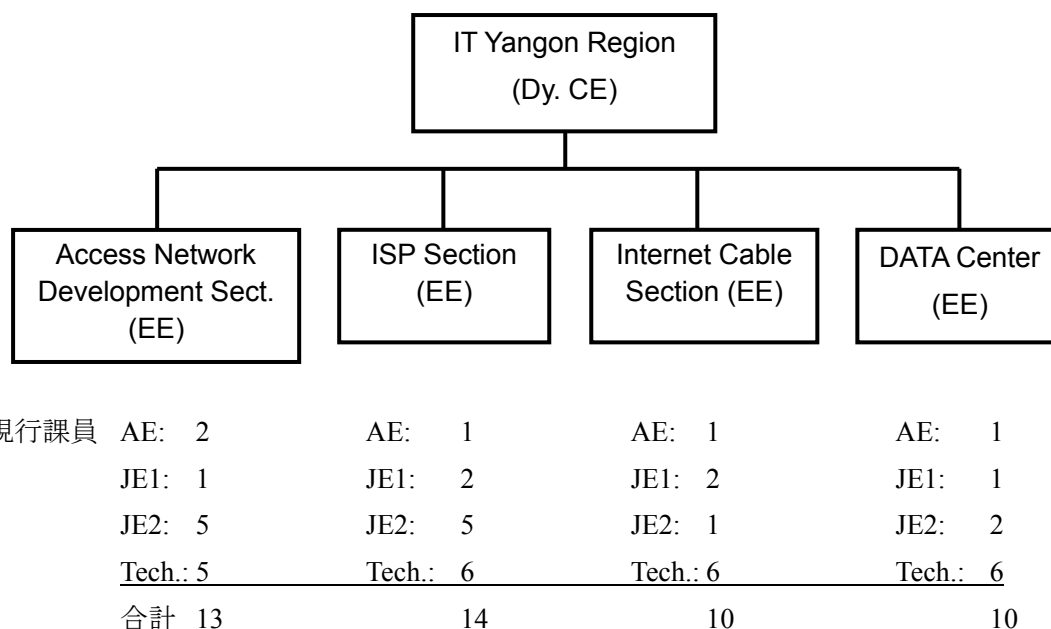 IT Yangon Region
(Dy. CE)
Access Network
Development Sect.
(EE)
ISP Section
(EE)
Internet Cable
Section (EE)
DATA Center
(EE)
現行課員 AE: 2 AE: 1 AE: 1 AE: 1
JE1: 1 JE1: 2 JE1: 2 JE1: 1
JE2: 5 JE2: 5 JE2: 1 JE2: 2
Tech.: 5 Tech.: 6 Tech.: 6 Tech.: 6
合計 13 14 10 10